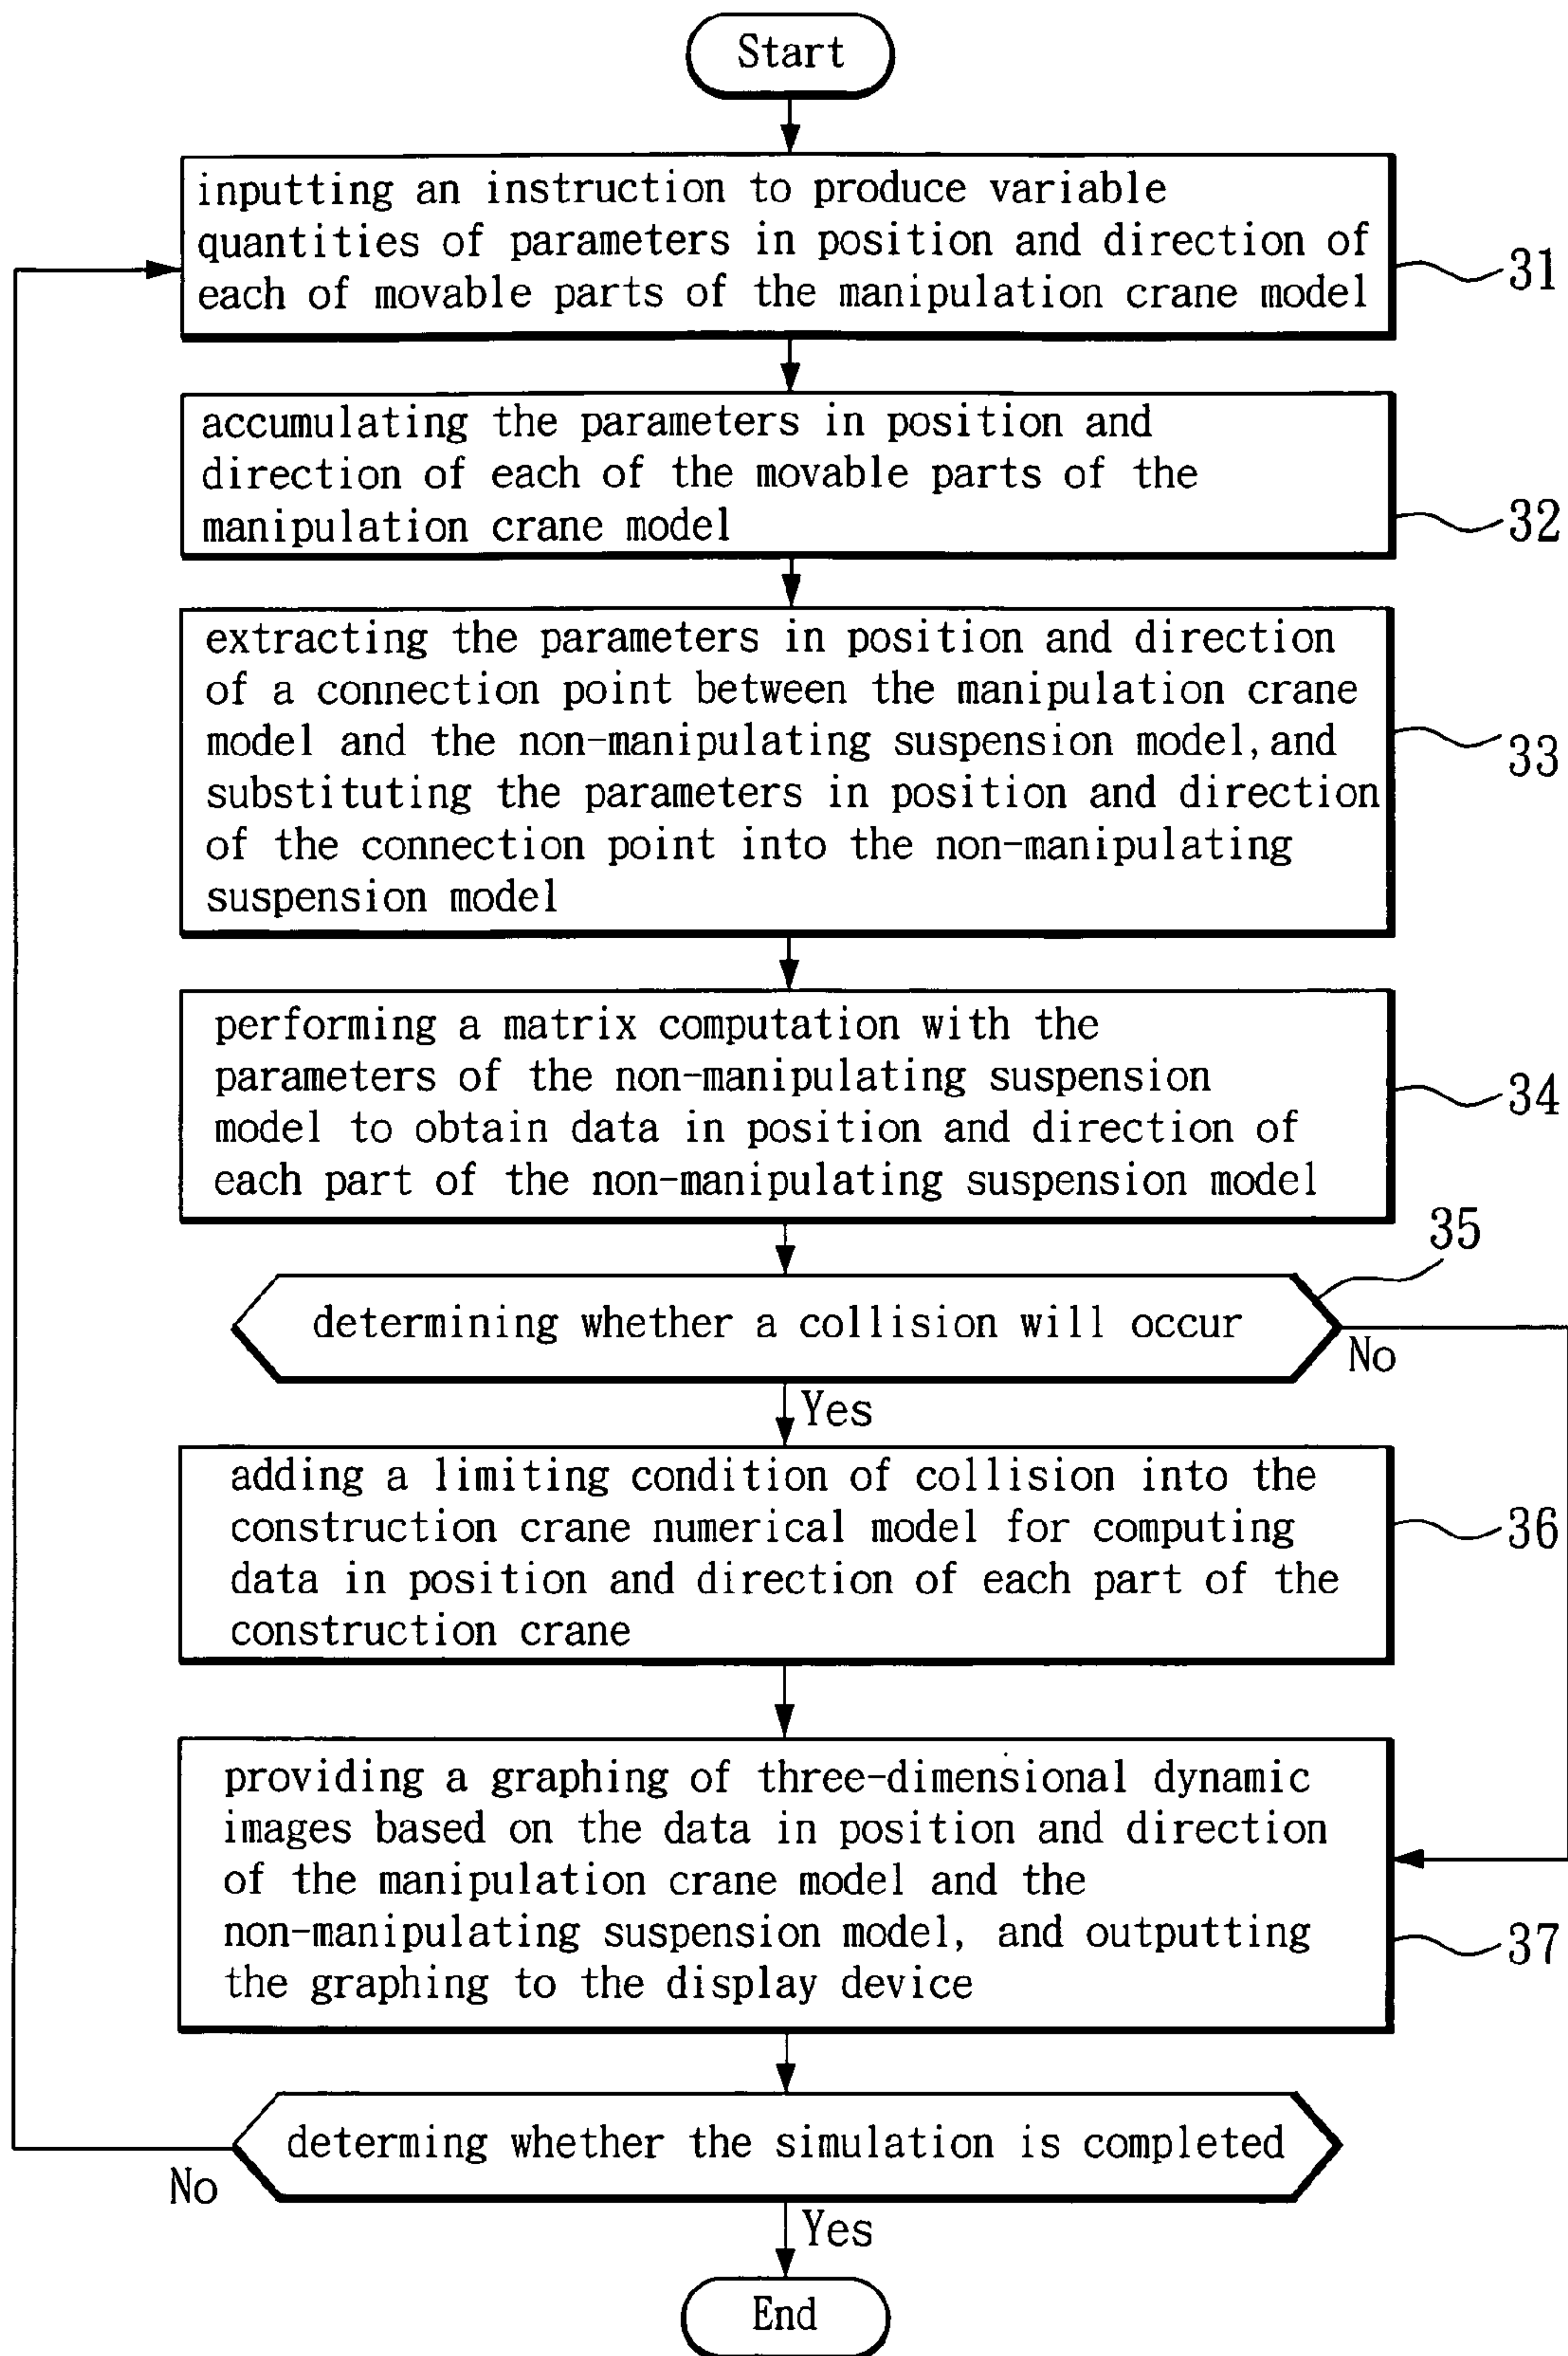 Start
inputting an instruction to produce variable
quantities of parameters in position and direction of
each of movable parts of the manipulation crane model
31
accumulating the parameters in position and
direction of each of the movable parts of the
manipulation crane model
32
extracting the parameters in position and direction
of a connection point between the manipulation crane
model and the non-manipulating suspension model,and
substituting the parameters in position and direction
of the connection point into the non-manipulating
suspension model
33
performing a matrix computation with the
parameters of the non-manipulating suspension
model to obtain data in position and direction of
each part of the non-manipulating suspension model
34
35
determining whether a collision will occur
No
Yes
adding a limiting condition of collision into the
construction crane numerical model for computing
data in position and direction of each part of the
construction crane
36
providing a graphing of three-dimensional dynamic
images based on the data in position and direction
of the manipulation crane model and the
non-manipulating suspension model, and outputting
the graphing to the display device
37
determing whether the simulation is completed
No
Yes
End